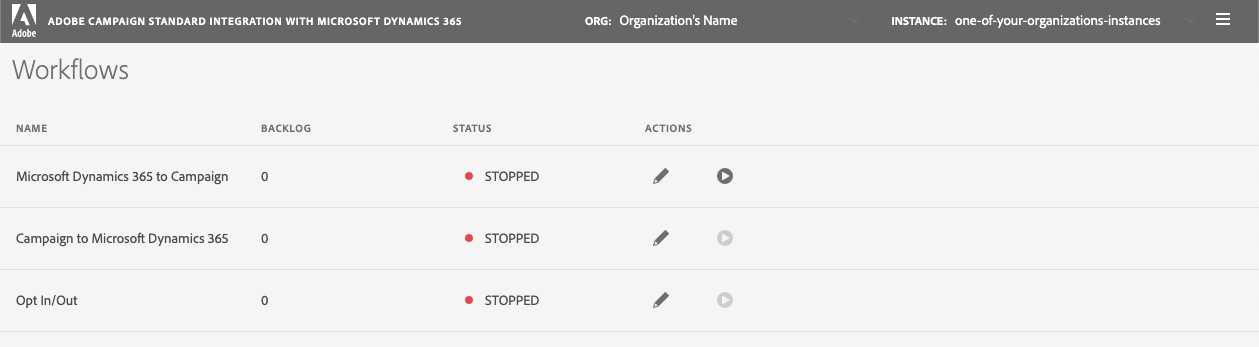 Adobe
ADOBE CAMPAIGN STANDARD INTEGRATION WITH MICROSOFT DYNAMICS 365 ORG: Organization's Name INSTANCE: one-of-your-organizations-instances
Workflows
NAME BACKLOG STATUS ACTIONS
Microsoft Dynamics 365 to Campaign 0 STOPPED
Campaign to Microsoft Dynamics 365 0 STOPPED
Opt In/Out 0 STOPPED